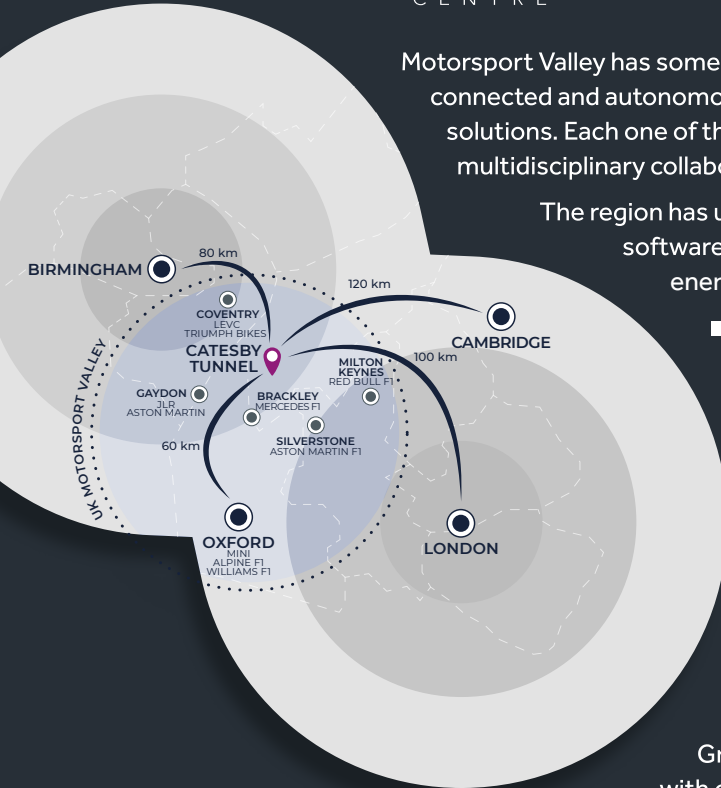 CENTRE
Motorsport Valley has some
connected and autonomo
solutions. Each one of th
multidisciplinary collabo
The region has u
software
ener
80 km
BIRMINGHAM
120 km
COVENTRY
LEVC
TRIUMPH BIKES
CAMBRIDGE
CATESBY
TUNNEL
100 km
MILTON
KEYNES
RED BULL F1
GAYDON
JLR
ASTON MARTIN
BRACKLEY
MERCEDES F1
UK MOTORSPORT VALLEY
60 km
SILVERSTONE
ASTON MARTIN F1
OXFORD
MINI
ALPINE F1
WILLIAMS F1
LONDON
Gr
with